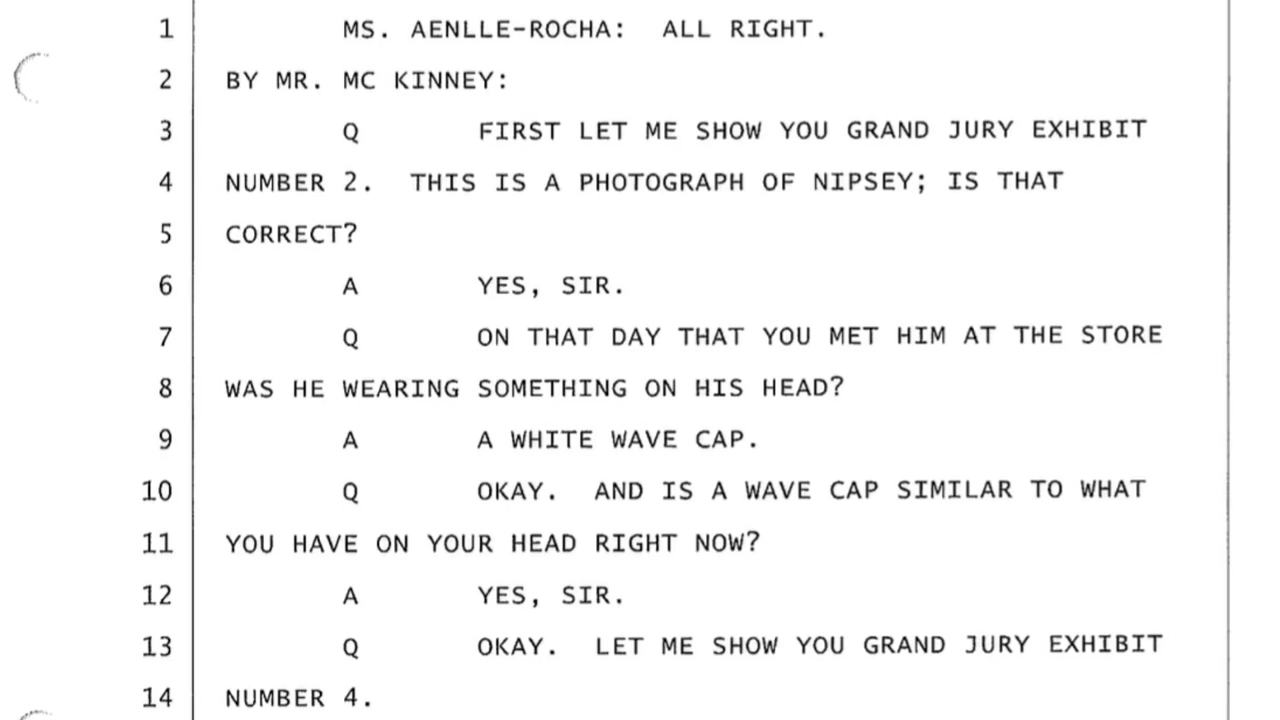 1 MS. AENLLE-ROCHA: ALL RIGHT.
2 BY MR. MC KINNEY:
3 Q FIRST LET ME SHOW YOU GRAND JURY EXHIBIT
4 NUMBER 2. THIS IS A PHOTOGRAPH OF NIPSEY; IS THAT
5 CORRECT?
6 A YES, SIR.
7 Q ON THAT DAY THAT YOU MET HIM AT THE STORE
8 WAS HE WEARING SOMETHING ON HIS HEAD?
9 A A WHITE WAVE CAP.
10 Q OKAY. AND IS A WAVE CAP SIMILAR TO WHAT
11 YOU HAVE ON YOUR HEAD RIGHT NOW?
12 A YES, SIR.
13 Q OKAY. LET ME SHOW YOU GRAND JURY EXHIBIT
14 NUMBER 4.